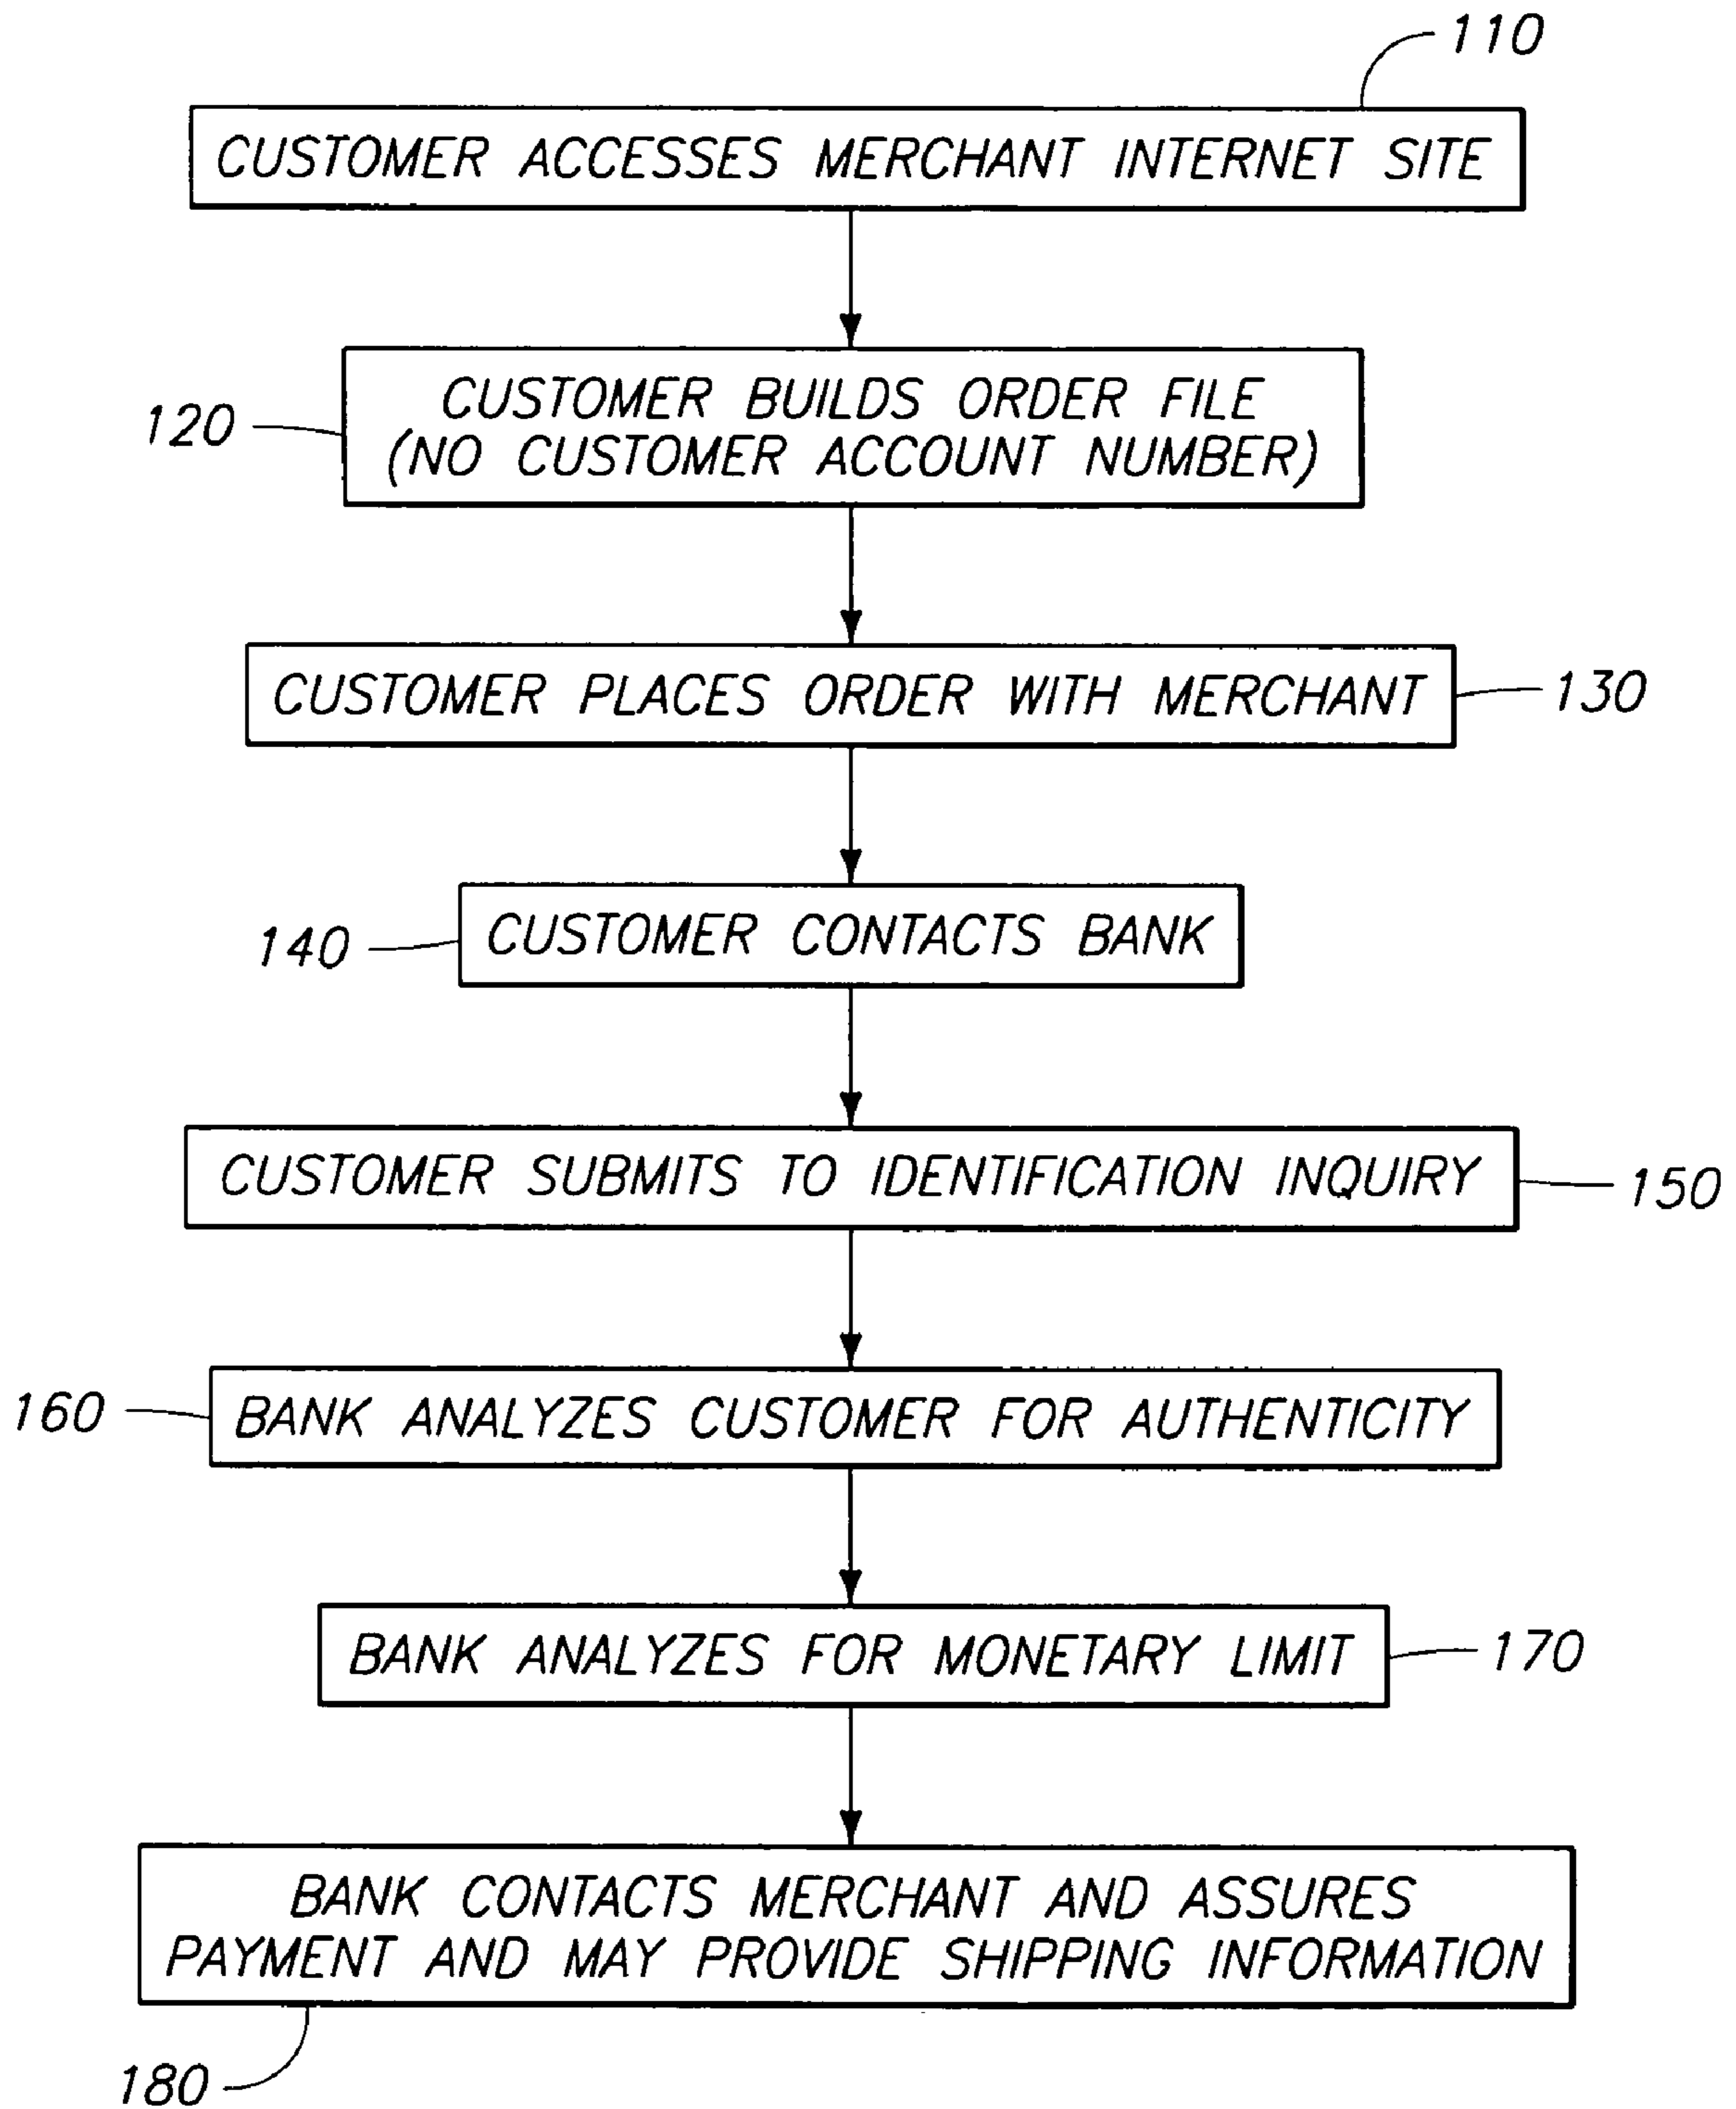 110
CUSTOMER ACCESSES MERCHANT INTERNET SITE
CUSTOMER BUILDS ORDER FILE
(NO CUSTOMER ACCOUNT NUMBER)
120
CUSTOMER PLACES ORDER WITH MERCHANT
130
CUSTOMER CONTACTS BANK
140
CUSTOMER SUBMITS TO IDENTIFICATION INQUIRY
150
160
BANK ANALYZES CUSTOMER FOR AUTHENTICITY
BANK ANALYZES FOR MONETARY LIMIT
170
BANK CONTACTS MERCHANT AND ASSURES
PAYMENT AND MAY PROVIDE SHIPPING INFORMATION
180